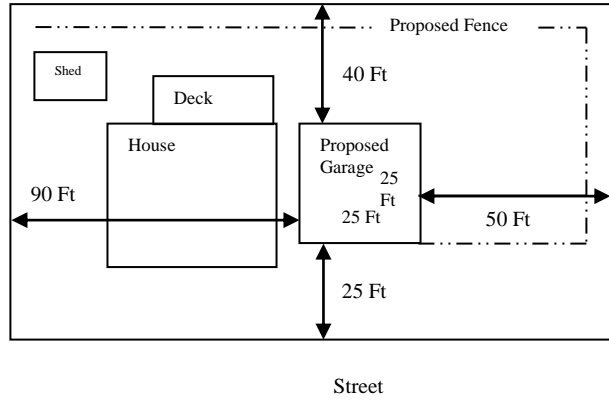 Proposed Fence
Shed
40 Ft
Deck
House
Proposed
Garage
25
Ft
25 Ft
90 Ft
50 Ft
25 Ft
Street